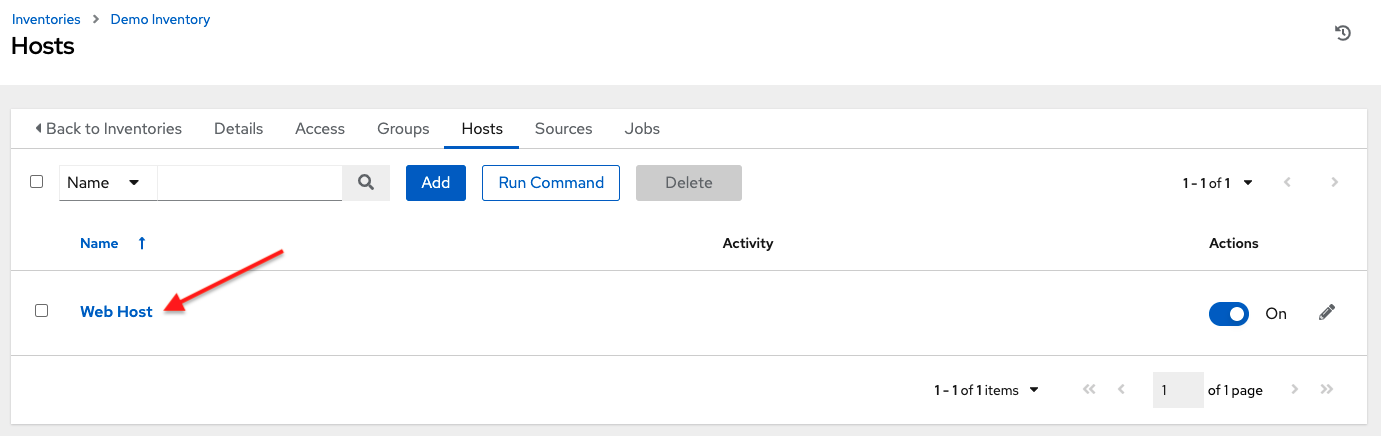 Inventories > Demo Inventory
Hosts
Back to Inventories Details Access Groups Hosts Sources Jobs
Name Add Run Command Delete 1 - 1 of 1
Name Activity Actions
Web Host On
1 - 1 of 1 items 1 of 1 page